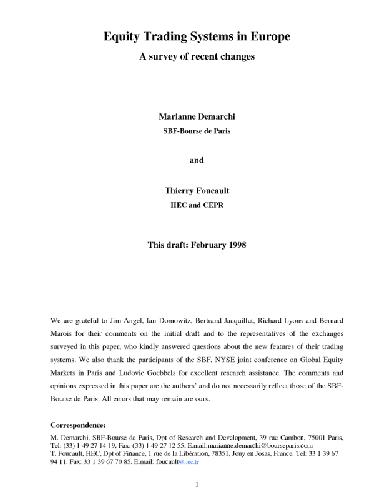 Equity Trading Systems in Europe
A survey of recent changes
Marianne Demarchi
SBF-Bourse de Paris
and
Thierry Foucault
HEC and CEPR
This draft: February 1998
We are grateful to Jim Angel, Ian Domowitz, Bertrand Jacquillat, Richard Lyons and Bernard
Marois for their comments on the initial draft and to the representatives of the exchanges
surveyed in this paper, who kindly answered questions about the new features of their trading
systems. We also thank the participants of the SBF, NYSE joint conference on Global Equity
Markets in Paris and Ludovic Goebbels for excellent research assistance. The comments and
opinions expressed in this paper are the authors' and do not necessarily reflect those of the SBF-
Bourse de Paris. All errors that may remain are ours.
Correspondence:
M. Demarchi, SBF-Bourse de Paris, Dpt of Research and Development, 39 rue Cambon, 75001 Paris,
Tel: (33) 1 49 27 14 19, Fax: (33) 1 49 27 12 55, Email:marianne.demarchi@bourseparis.com
T. Foucault, HEC, Dpt of Finance, 1 rue de la Libération, 78351, Jouy en Josas, France. Tel: 33 1 39 67
94 11. Fax: 33 1 39 67 70 85. Email: foucault@hec.fr
1